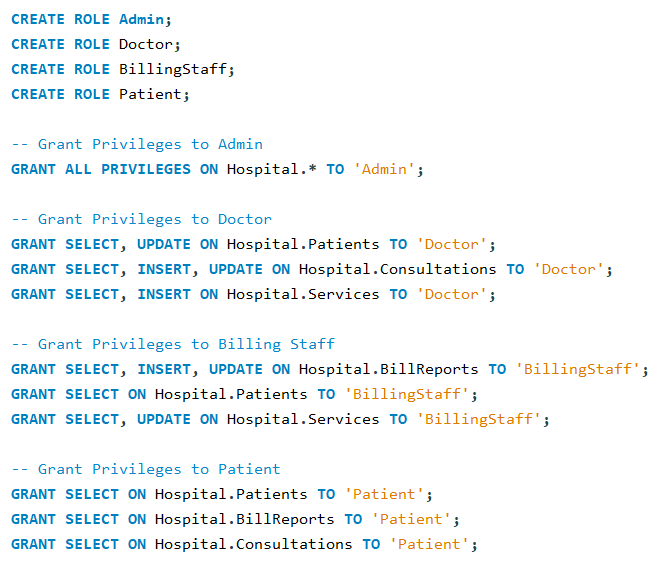 CREATE ROLE Admin;
CREATE ROLE Doctor;
CREATE ROLE BillingStaff;
CREATE ROLE Patient;
-- Grant Privileges to Admin
GRANT ALL PRIVILEGES ON Hospital.* TO 'Admin';
-- Grant Privileges to Doctor
GRANT SELECT, UPDATE ON Hospital.Patients TO 'Doctor';
GRANT SELECT, INSERT, UPDATE ON Hospital.Consultations TO 'Doctor';
GRANT SELECT, INSERT ON Hospital.Services TO 'Doctor';
-- Grant Privileges to Billing Staff
GRANT SELECT, INSERT, UPDATE ON Hospital.BillReports TO 'BillingStaff';
GRANT SELECT ON Hospital.Patients TO 'BillingStaff';
GRANT SELECT, UPDATE ON Hospital.Services TO 'BillingStaff';
-- Grant Privileges to Patient
GRANT SELECT ON Hospital.Patients TO 'Patient';
GRANT SELECT ON Hospital.BillReports TO 'Patient';
GRANT SELECT ON Hospital.Consultations TO 'Patient';